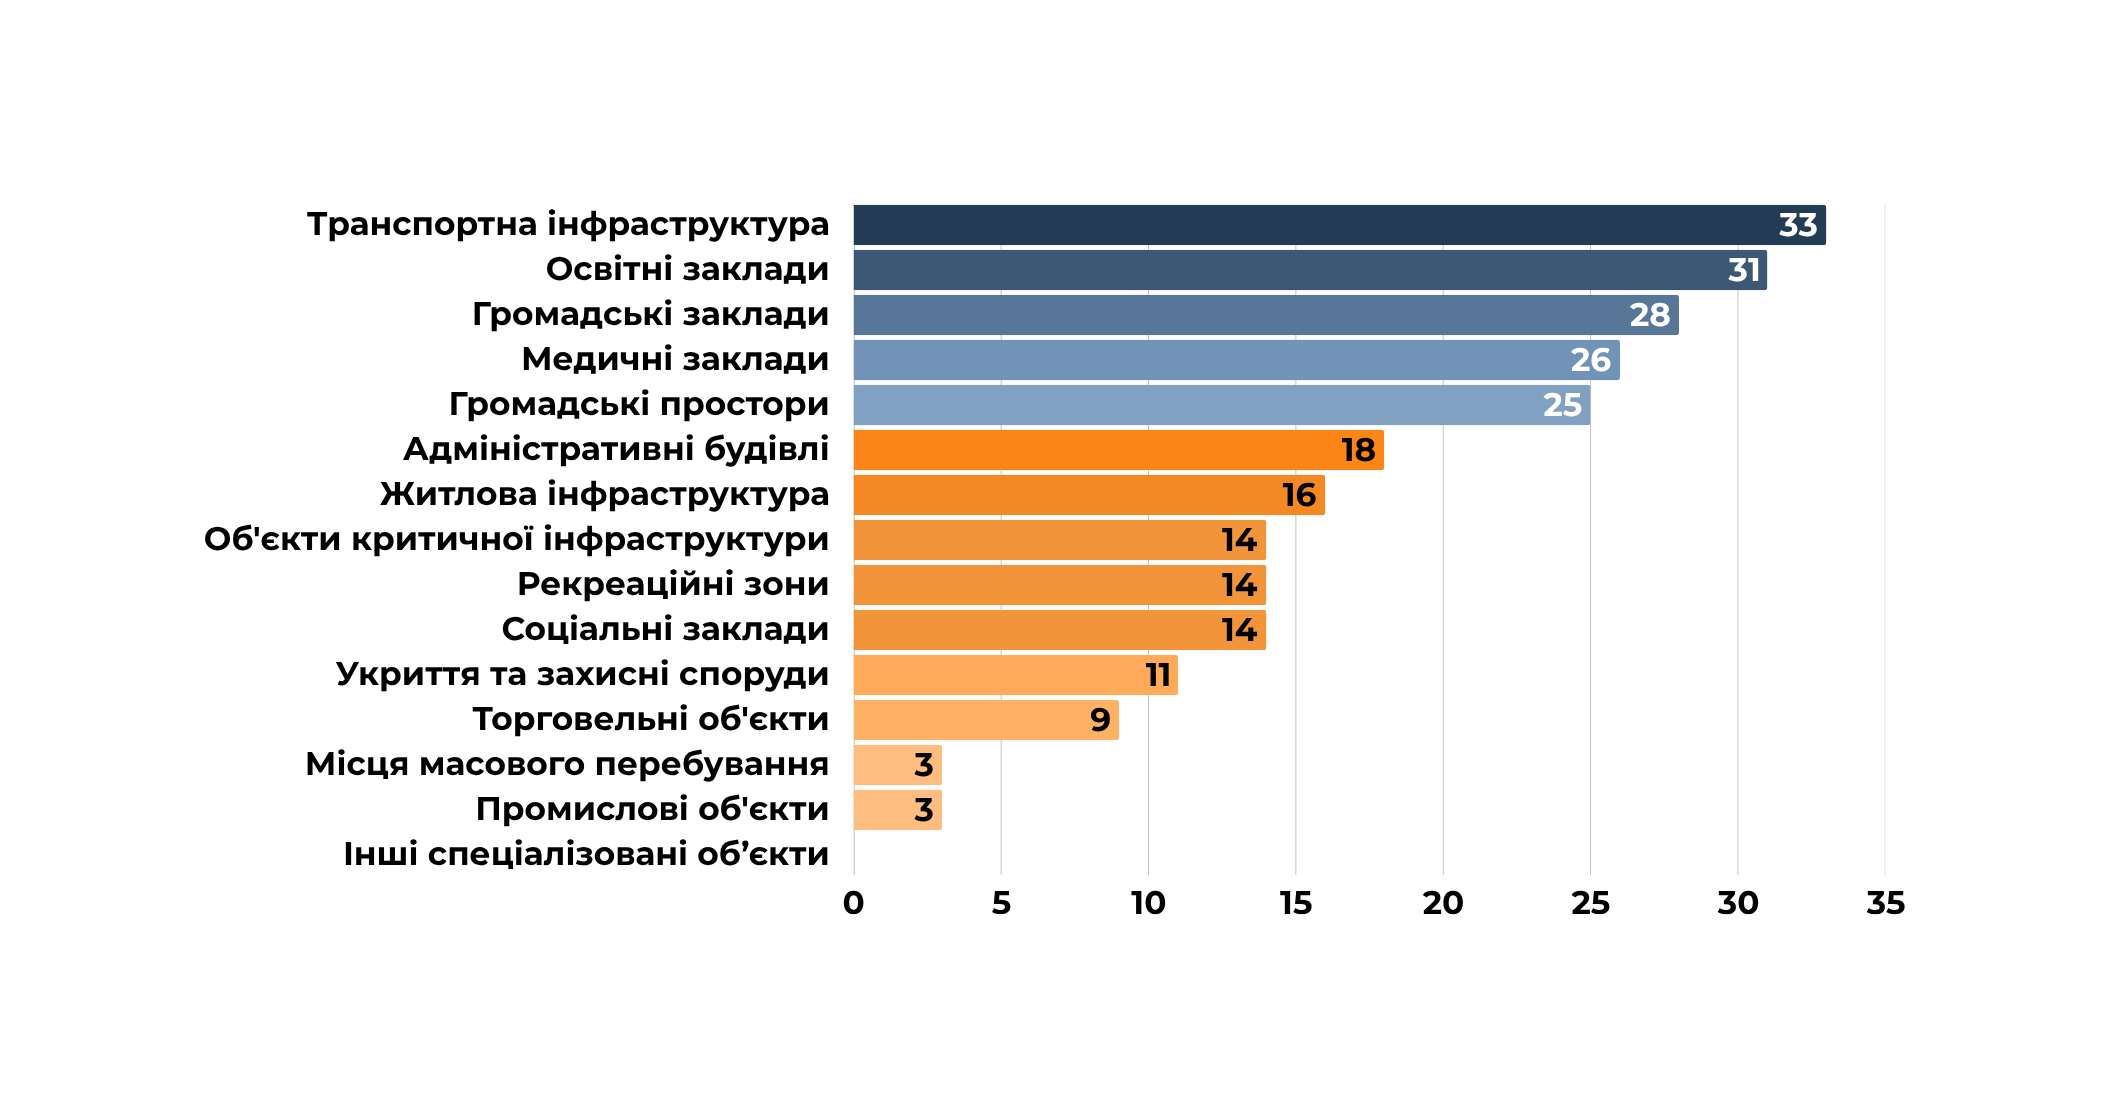 Транспортна інфраструктура 33
Освітні заклади 31
Громадські заклади 28
Медичні заклади 26
Громадські простори 25
Адміністративні будівлі 18
Житлова інфраструктура 16
Об'єкти критичної інфраструктури 14
Рекреаційні зони 14
Соціальні заклади 14
Укриття та захисні споруди 11
Торговельні об'єкти 9
Місця масового перебування 3
Промислові об'єкти 3
Інші спеціалізовані об’єкти
0 5 10 15 20 25 30 35